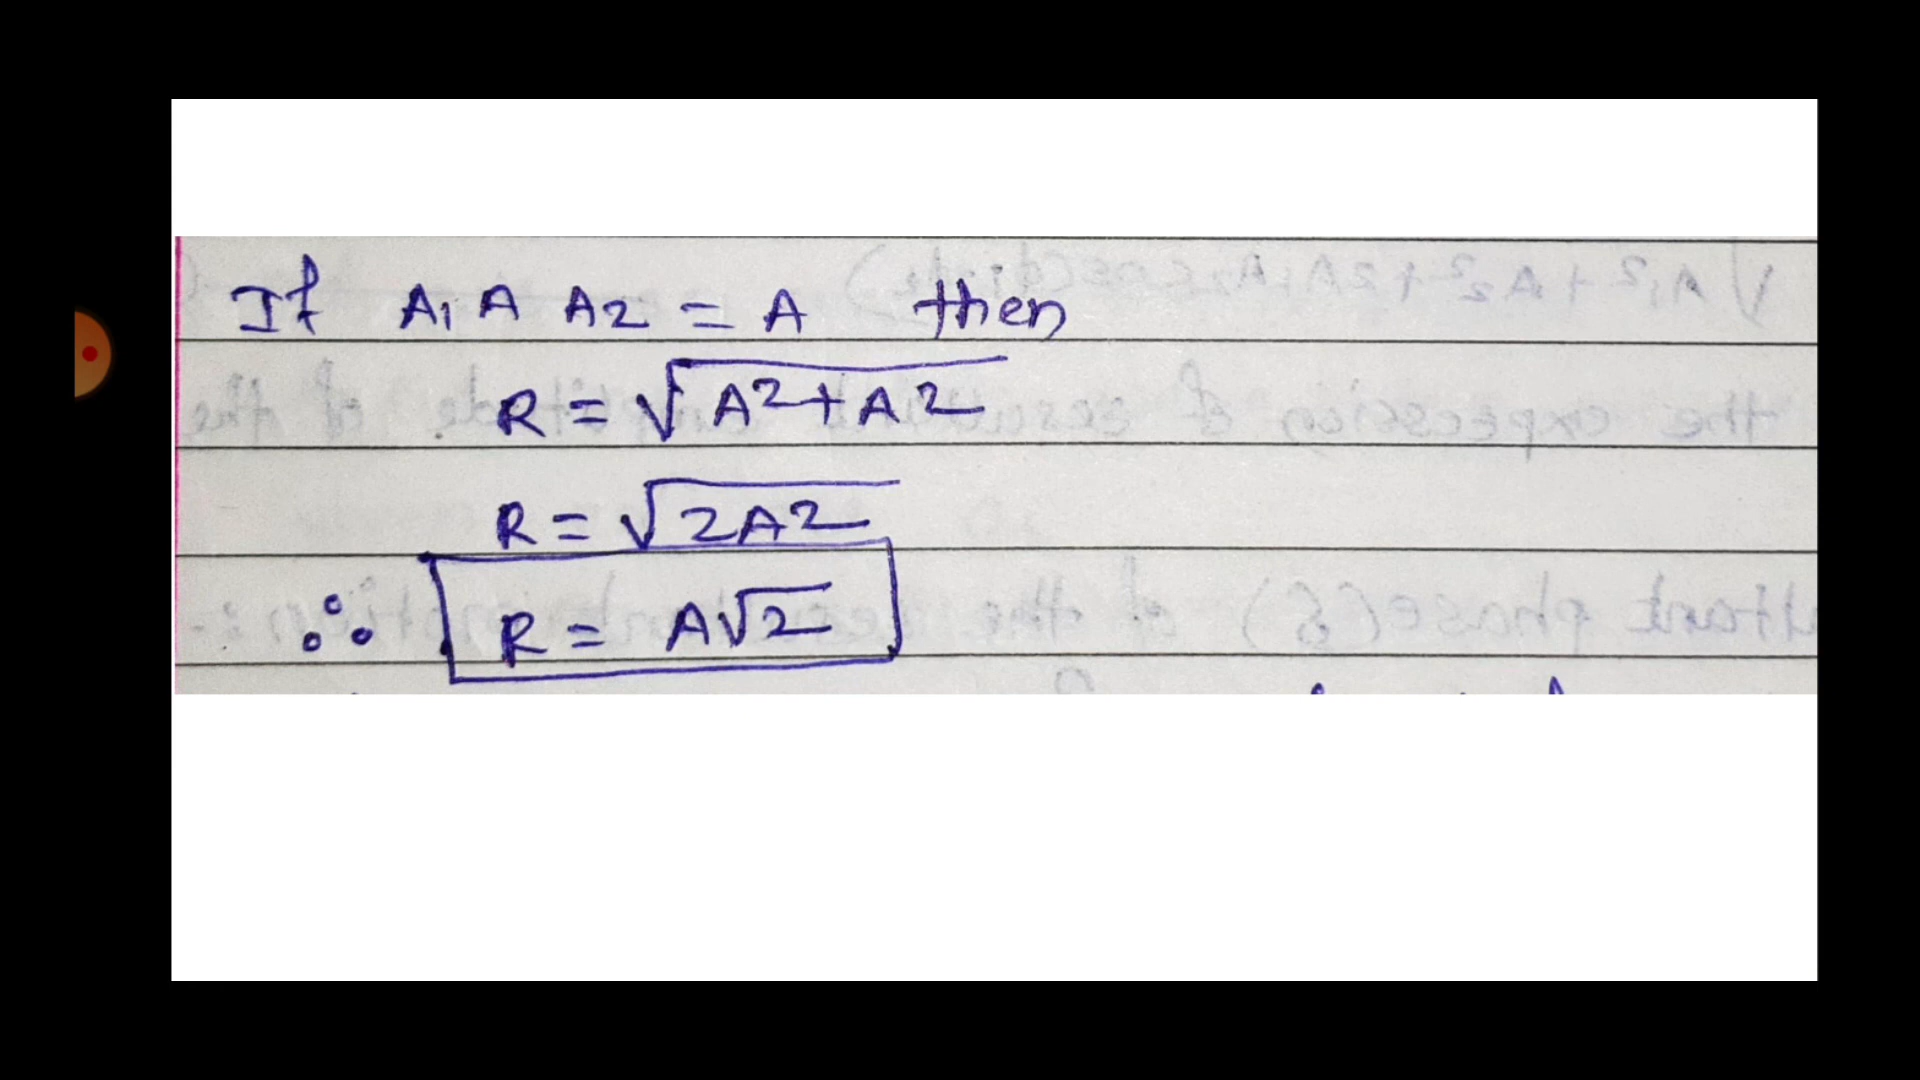 If A₁ A A₂ = A then
R = √A²+A²
R = √2A²
∴ R = A√2